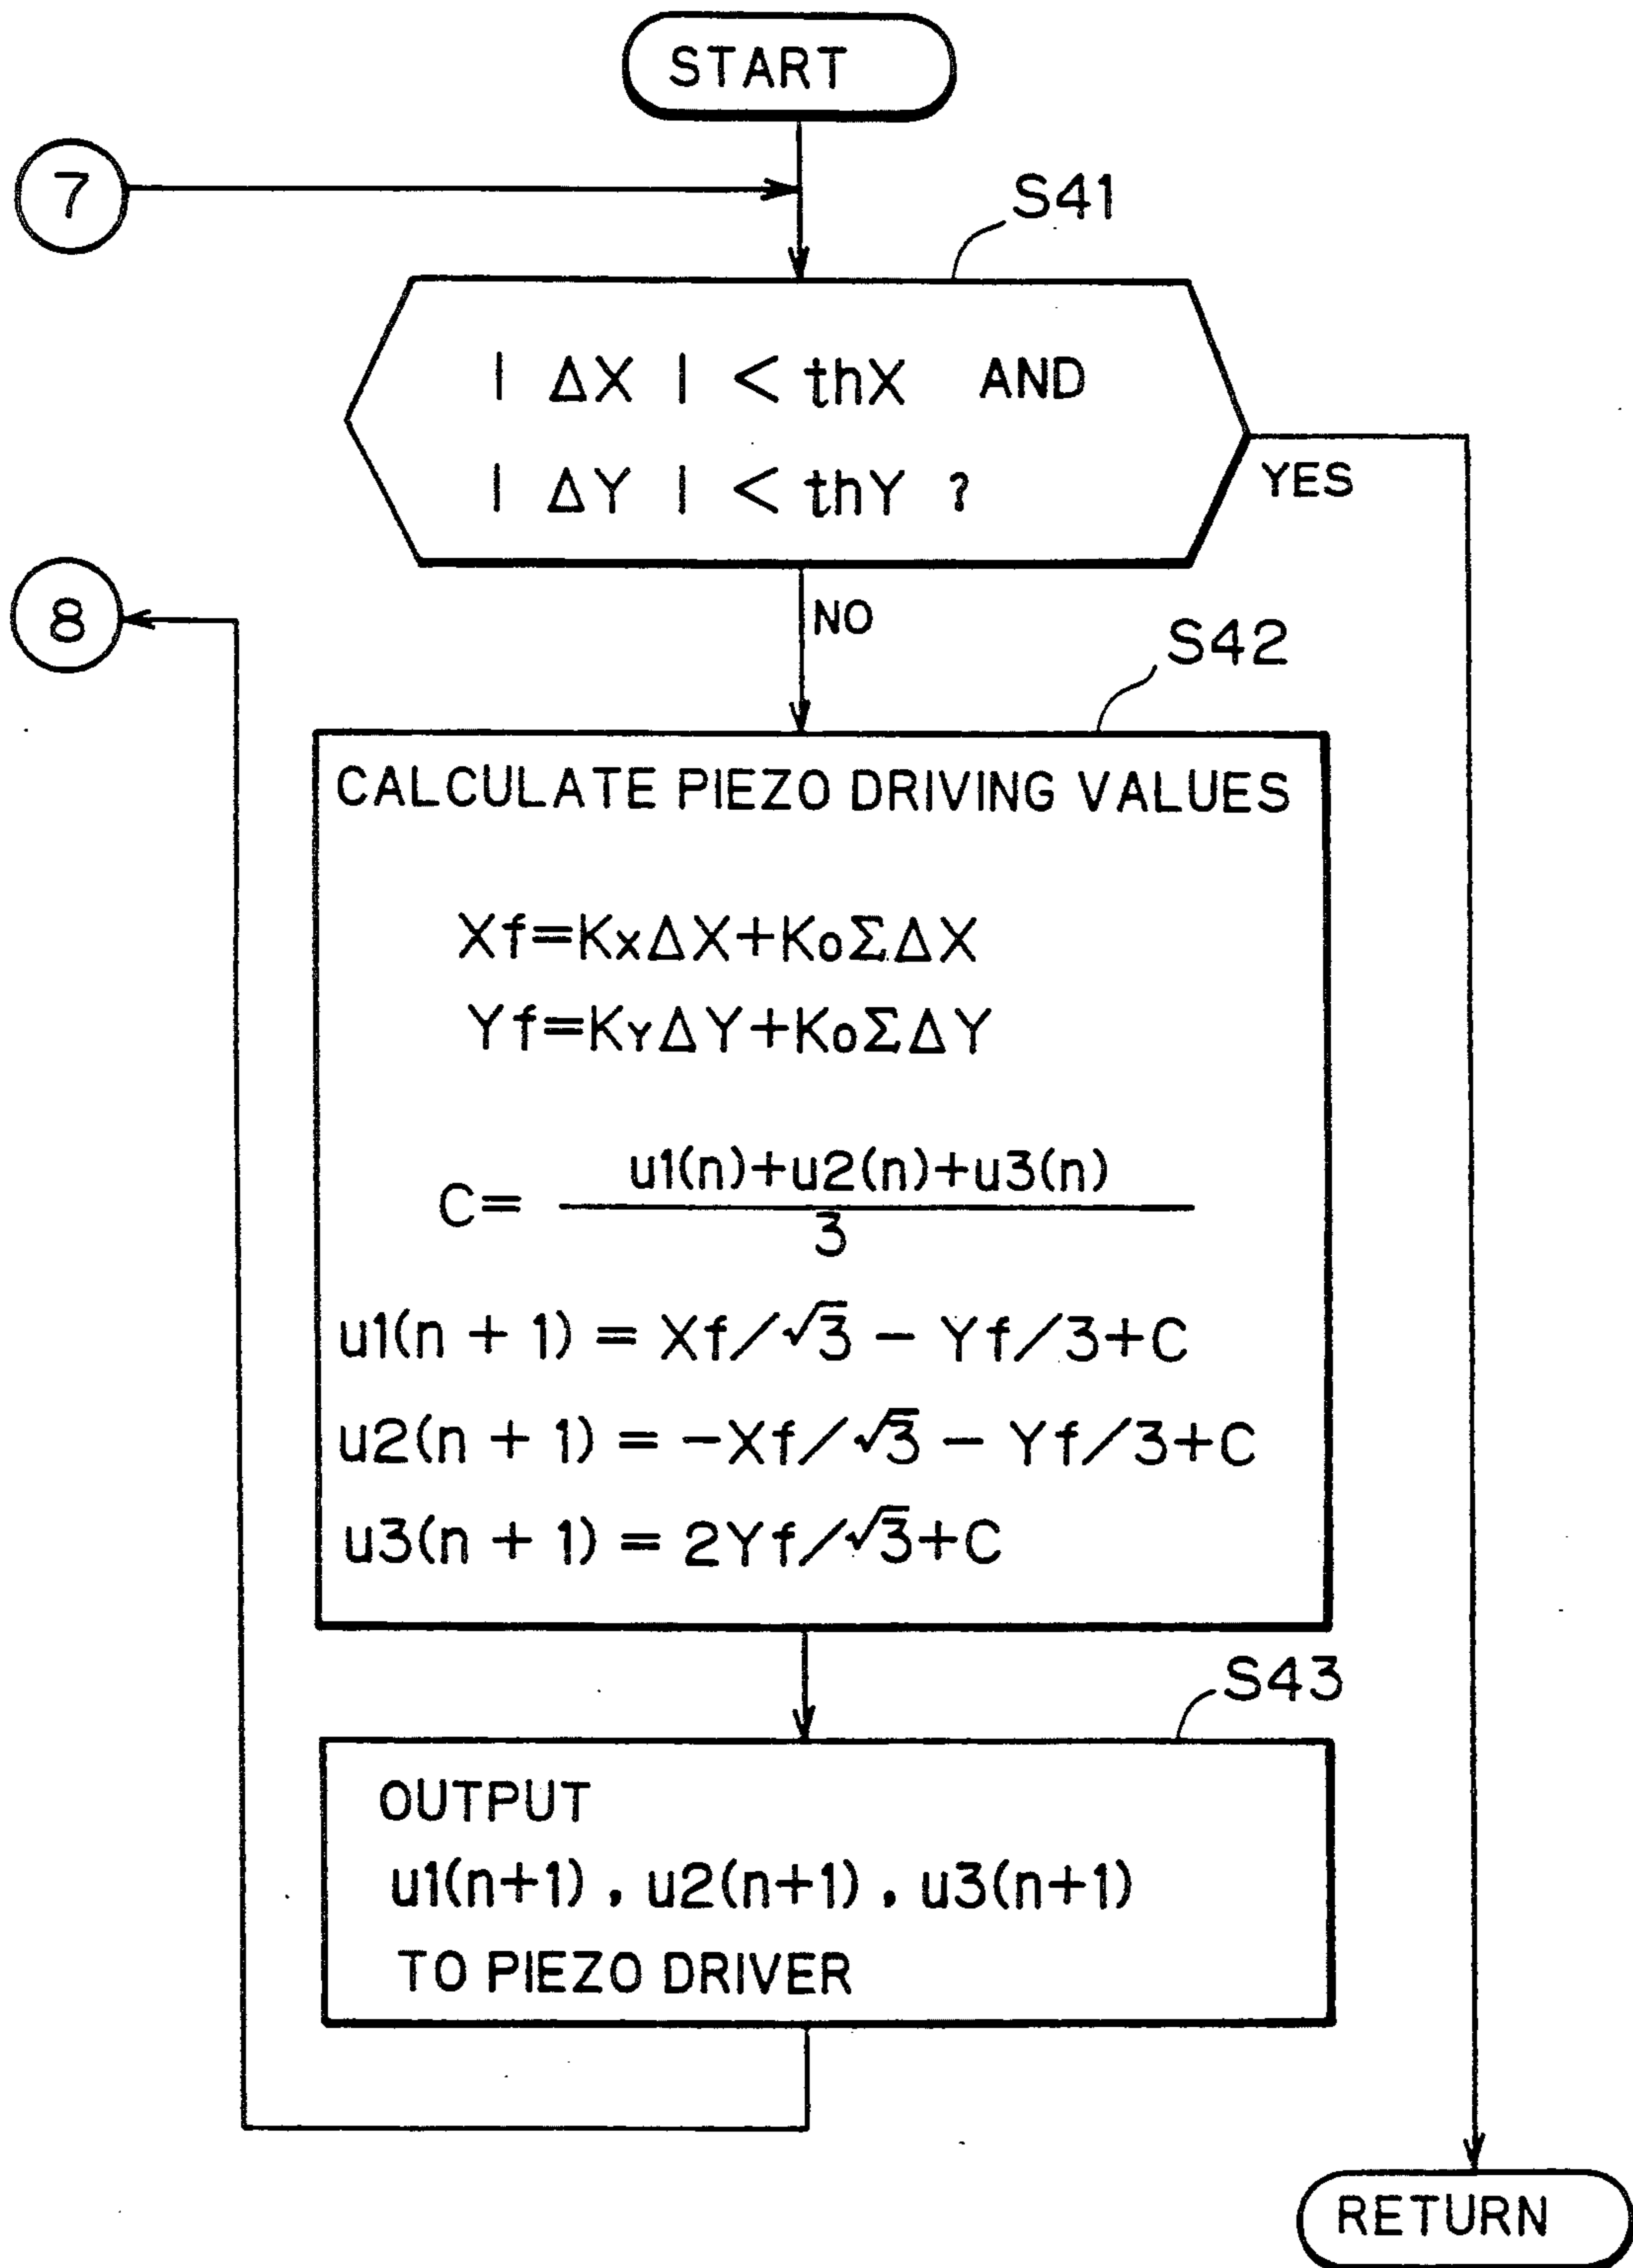 START
7
S41
| ΔX | < thX AND
| ΔY | < thY ?
YES
8
NO
S42
CALCULATE PIEZO DRIVING VALUES
Xf=KxΔX+KoΣΔX
Yf=KYΔY+KoΣΔY
C= u1(n)+u2(n)+u3(n)
3
u1(n + 1) = Xf/√3 − Yf/3+C
u2(n + 1) = −Xf/√3 − Yf/3+C
u3(n + 1) = 2Yf/√3+C
S43
OUTPUT
u1(n+1) , u2(n+1) , u3(n+1)
TO PIEZO DRIVER
RETURN